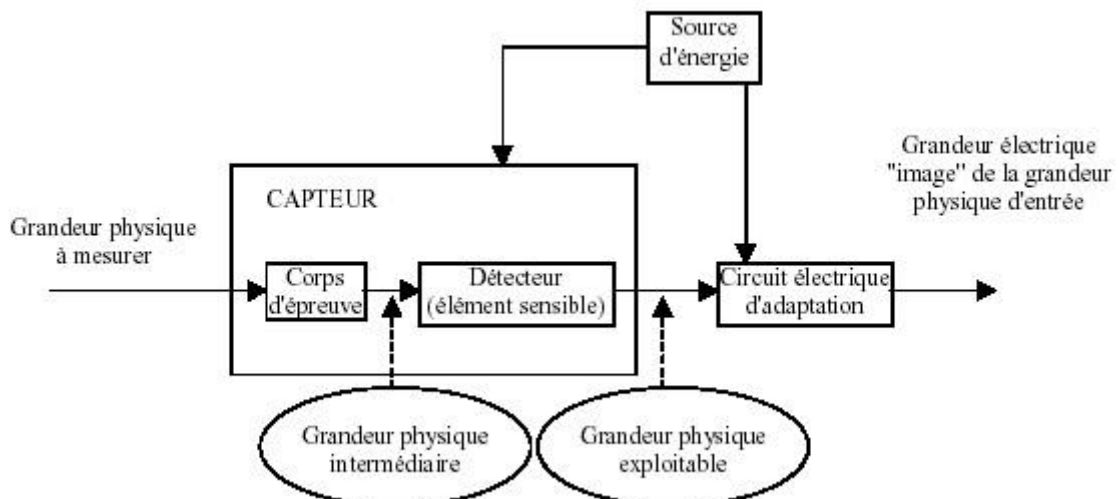 Source
d'énergie
Grandeur électrique
"image" de la grandeur
physique d'entrée
CAPTEUR
Grandeur physique
à mesurer
Corps
d'épreuve
Détecteur
(élément sensible)
Circuit électrique
d'adaptation
Grandeur physique
intermédiaire
Grandeur physique
exploitable